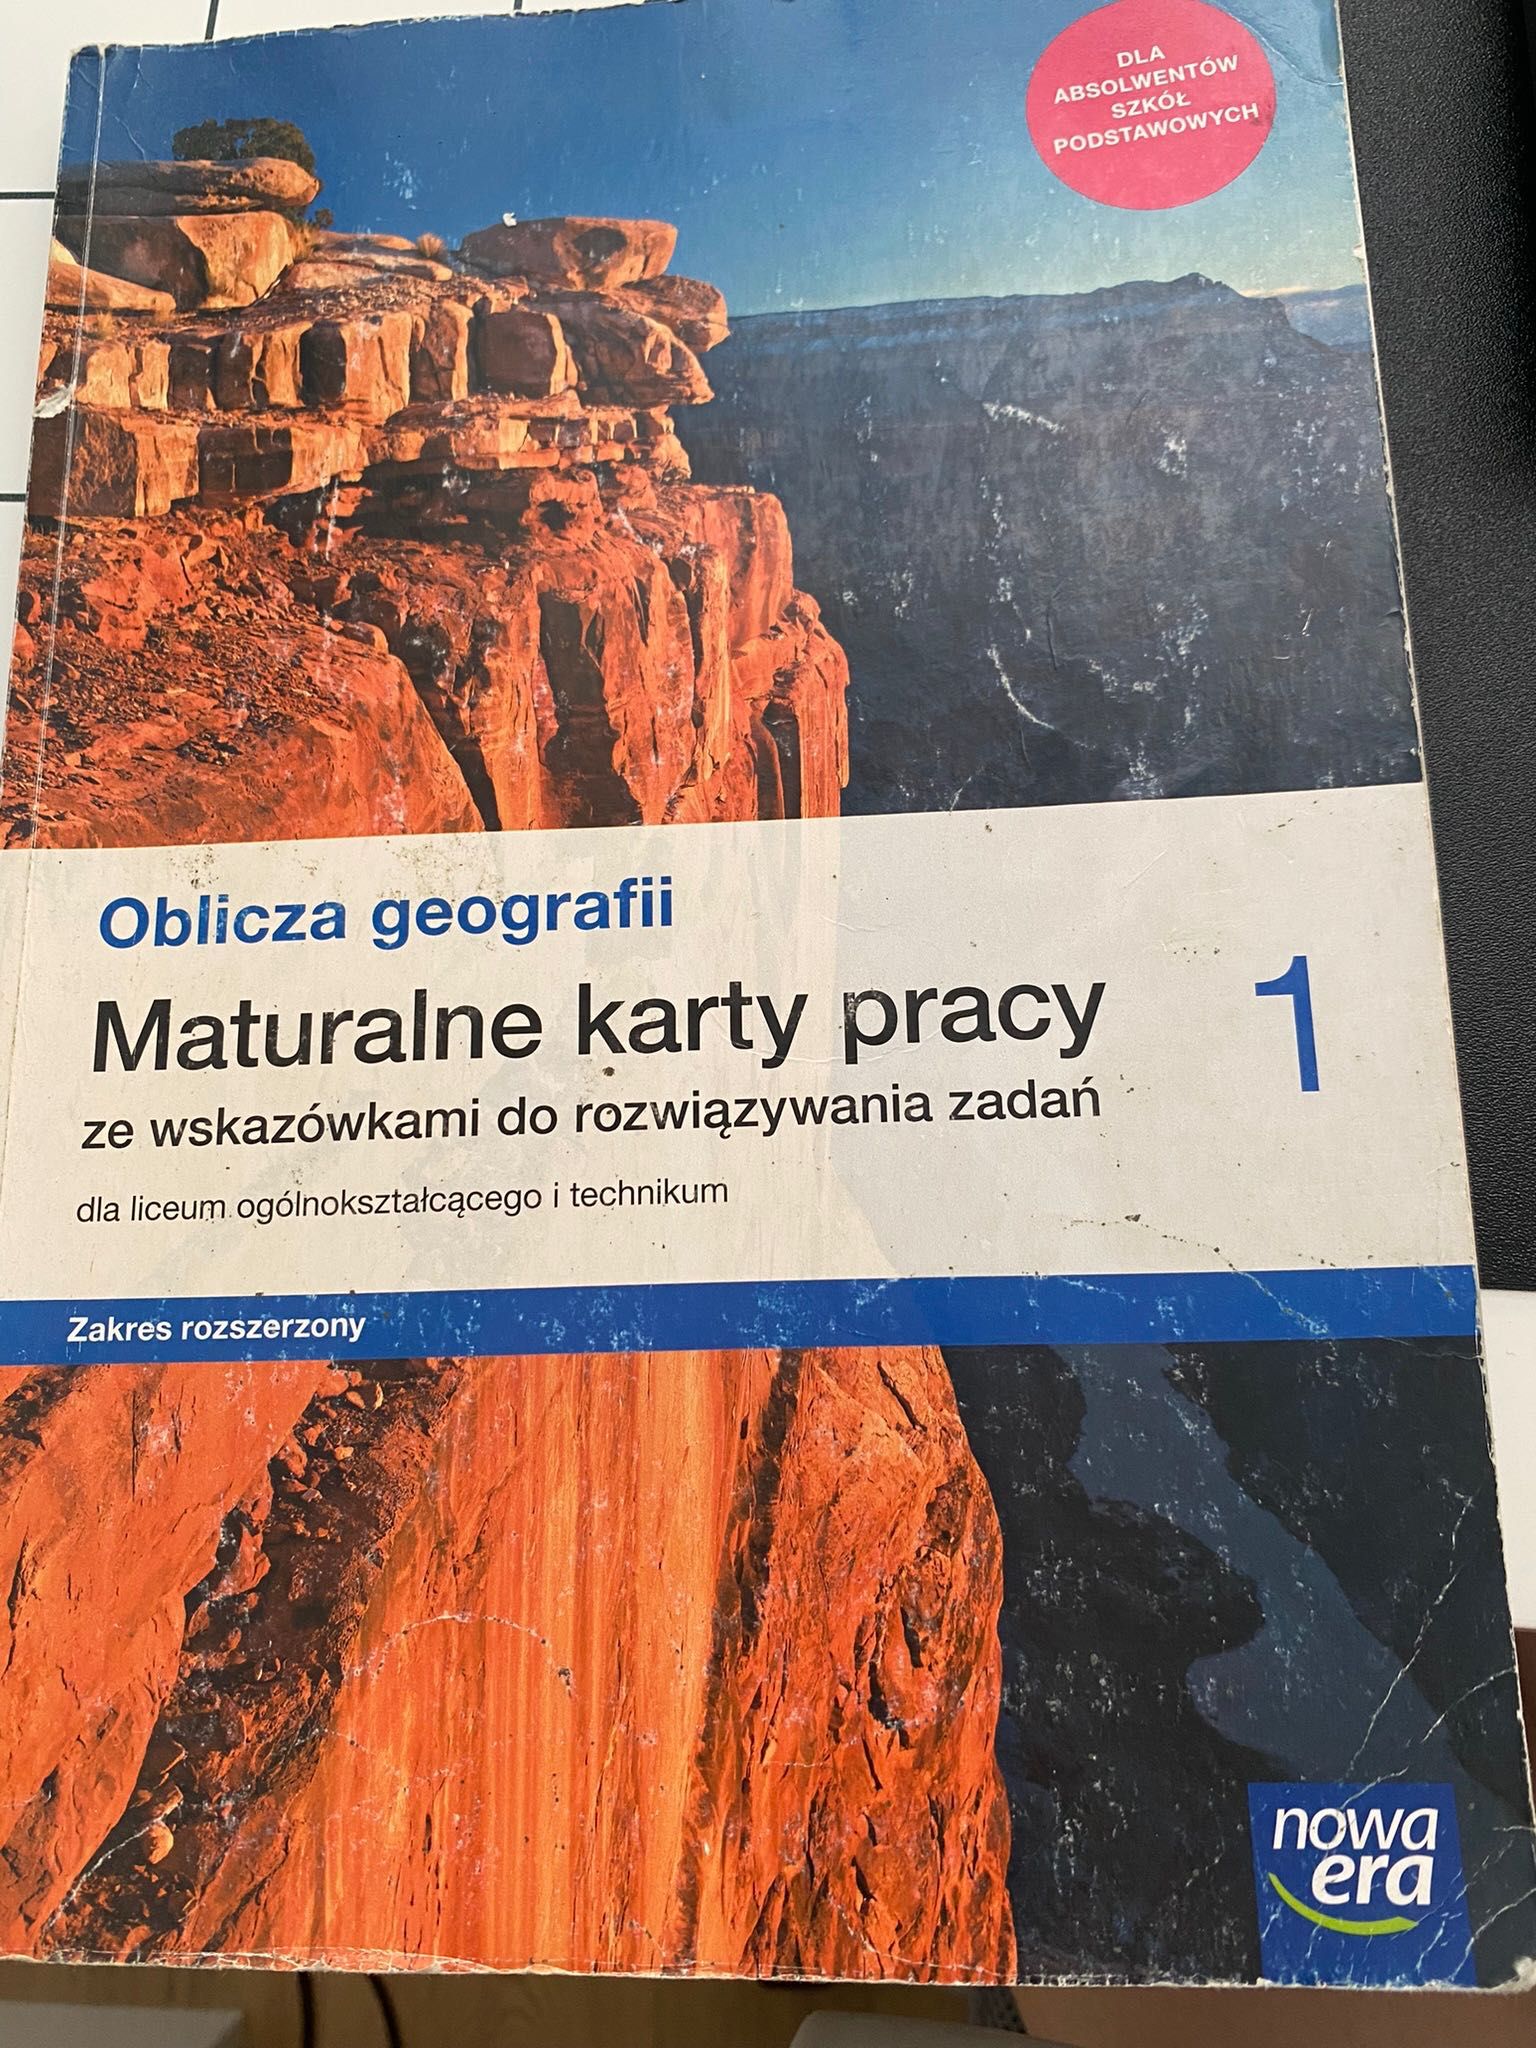 DLA
ABSOLWENTÓW
SZKÓŁ
PODSTAWOWYCH
Oblicza geografii
Maturalne karty pracy 1
ze wskazówkami do rozwiązywania zadań
dla liceum ogólnokształcącego i technikum
Zakres rozszerzony
nowa
era